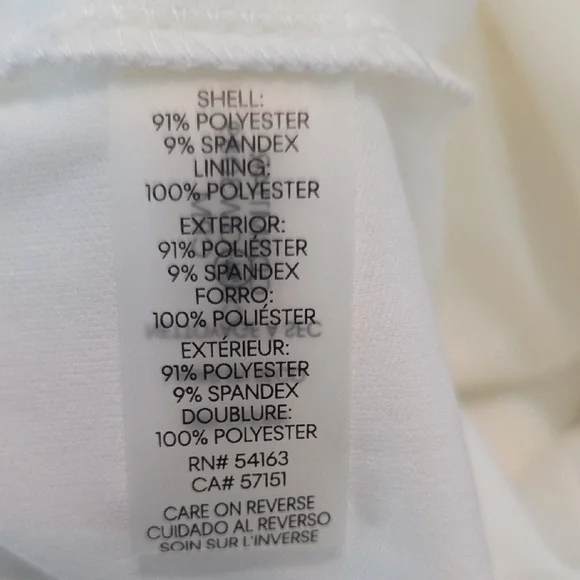 SHELL:
91% POLYESTER
9% SPANDEX
LINING:
100% POLYESTER
EXTERIOR:
91% POLIÉSTER
9% SPANDEX
FORRO:
100% POLIÉSTER
EXTÉRIEUR:
91% POLYESTER
9% SPANDEX
DOUBLURE:
100% POLYESTER
RN# 54163
CA# 57151
CARE ON REVERSE
CUIDADO AL REVERSO
SOIN SUR L'INVERSE